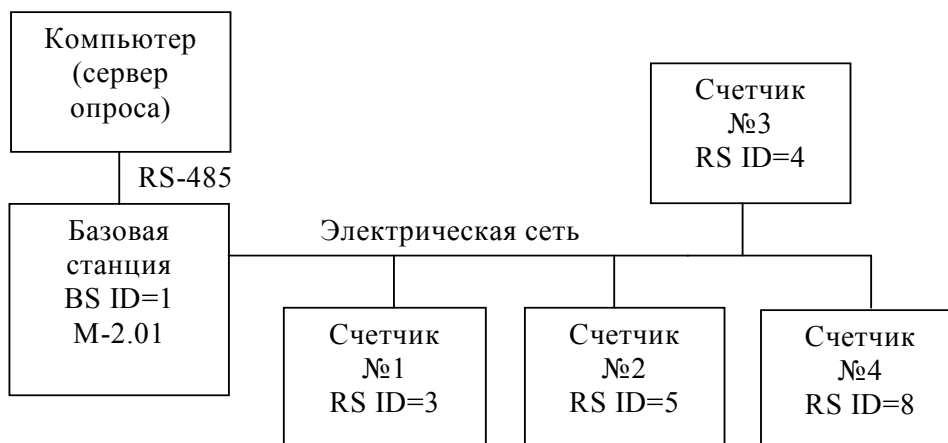 Компьютер
(сервер
опроса)
RS-485
Базовая
станция
BS ID=1
М-2.01
Электрическая сеть
Счетчик
№3
RS ID=4
Счетчик
№1
RS ID=3
Счетчик
№2
RS ID=5
Счетчик
№4
RS ID=8